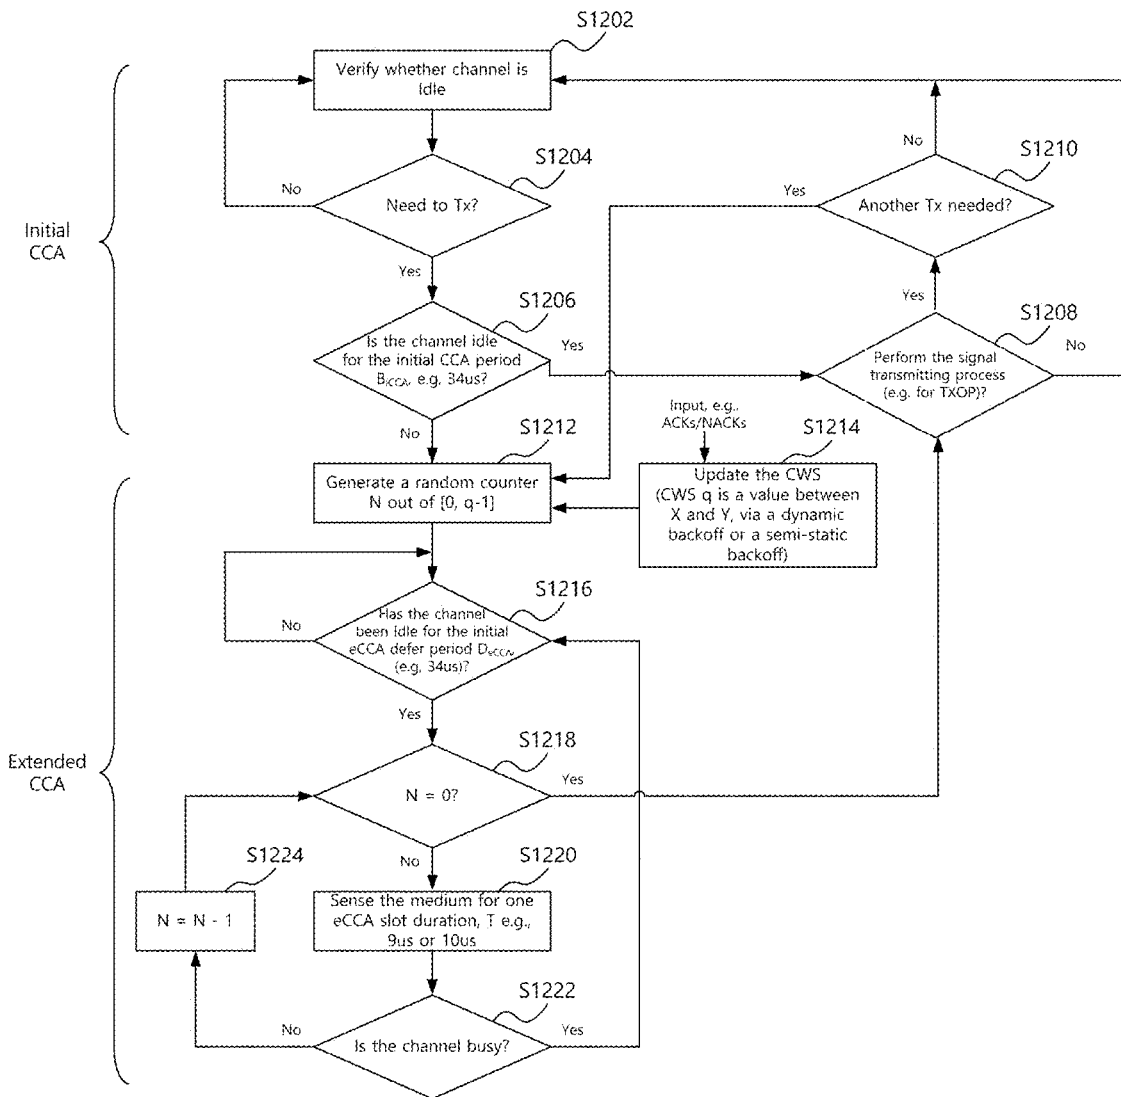 S1202
Verify whether channel is
Idle
No
S1204
Need to Tx?
Yes
No
S1210
Yes
Another Tx needed?
Initial
CCA
Yes
S1206
Is the channel idle
for the initial CCA period
BiCCA, e.g. 34us?
Yes
S1208
Perform the signal
transmitting process
(e.g. for TXOP)?
No
No
S1212
Generate a random counter
N out of [0, q-1]
Input, e.g.,
ACKs/NACKs
S1214
Update the CWS
(CWS q is a value between
X and Y, via a dynamic
backoff or a semi-static
backoff)
S1216
Has the channel
been idle for the initial
eCCA defer period DeCCA,
(e.g, 34us)?
No
Yes
Extended
CCA
S1218
N = 0?
Yes
No
S1224
N = N - 1
S1220
Sense the medium for one
eCCA slot duration, T e.g.,
9us or 10us
S1222
No
Is the channel busy?
Yes